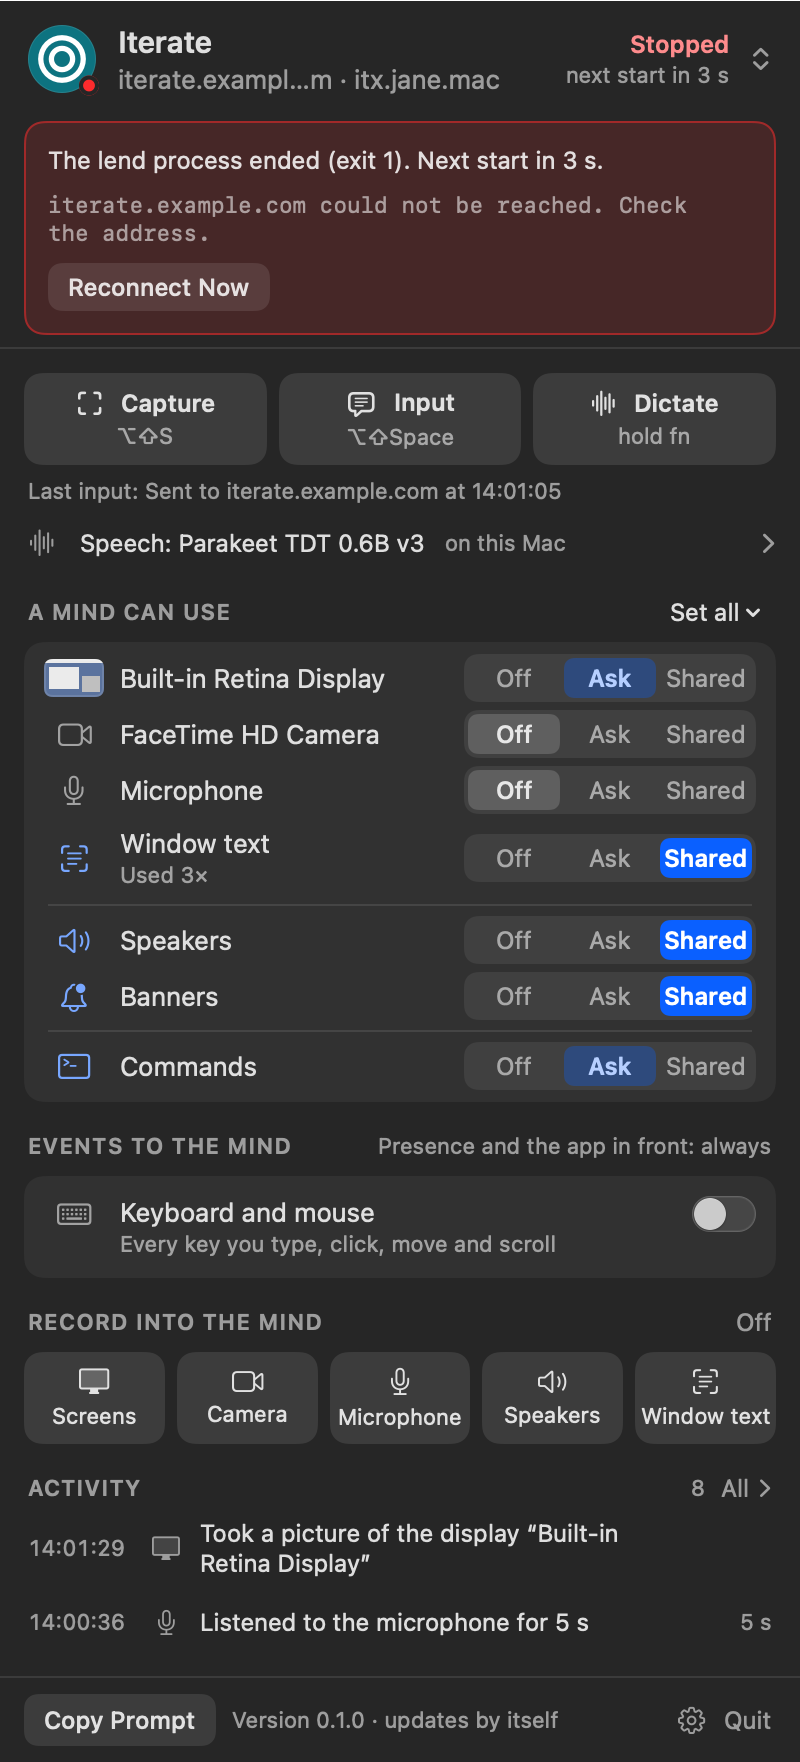 Iterate
Stopped
iterate.exampl...m · itx.jane.mac
next start in 3 s
The lend process ended (exit 1). Next start in 3 s.
iterate.example.com could not be reached. Check
the address.
Reconnect Now
Capture
⌥⇧S
Input
⌥⇧Space
Dictate
hold fn
Last input: Sent to iterate.example.com at 14:01:05
Speech: Parakeet TDT 0.6B v3 on this Mac
A MIND CAN USE
Set all
Built-in Retina Display
Off Ask Shared
FaceTime HD Camera
Off Ask Shared
Microphone
Off Ask Shared
Window text
Used 3×
Off Ask Shared
Speakers
Off Ask Shared
Banners
Off Ask Shared
Commands
Off Ask Shared
EVENTS TO THE MIND
Presence and the app in front: always
Keyboard and mouse
Every key you type, click, move and scroll
RECORD INTO THE MIND
Off
Screens
Camera
Microphone
Speakers
Window text
ACTIVITY
8 All
14:01:29
Took a picture of the display “Built-in
Retina Display”
14:00:36
Listened to the microphone for 5 s
5 s
Copy Prompt
Version 0.1.0 · updates by itself
Quit